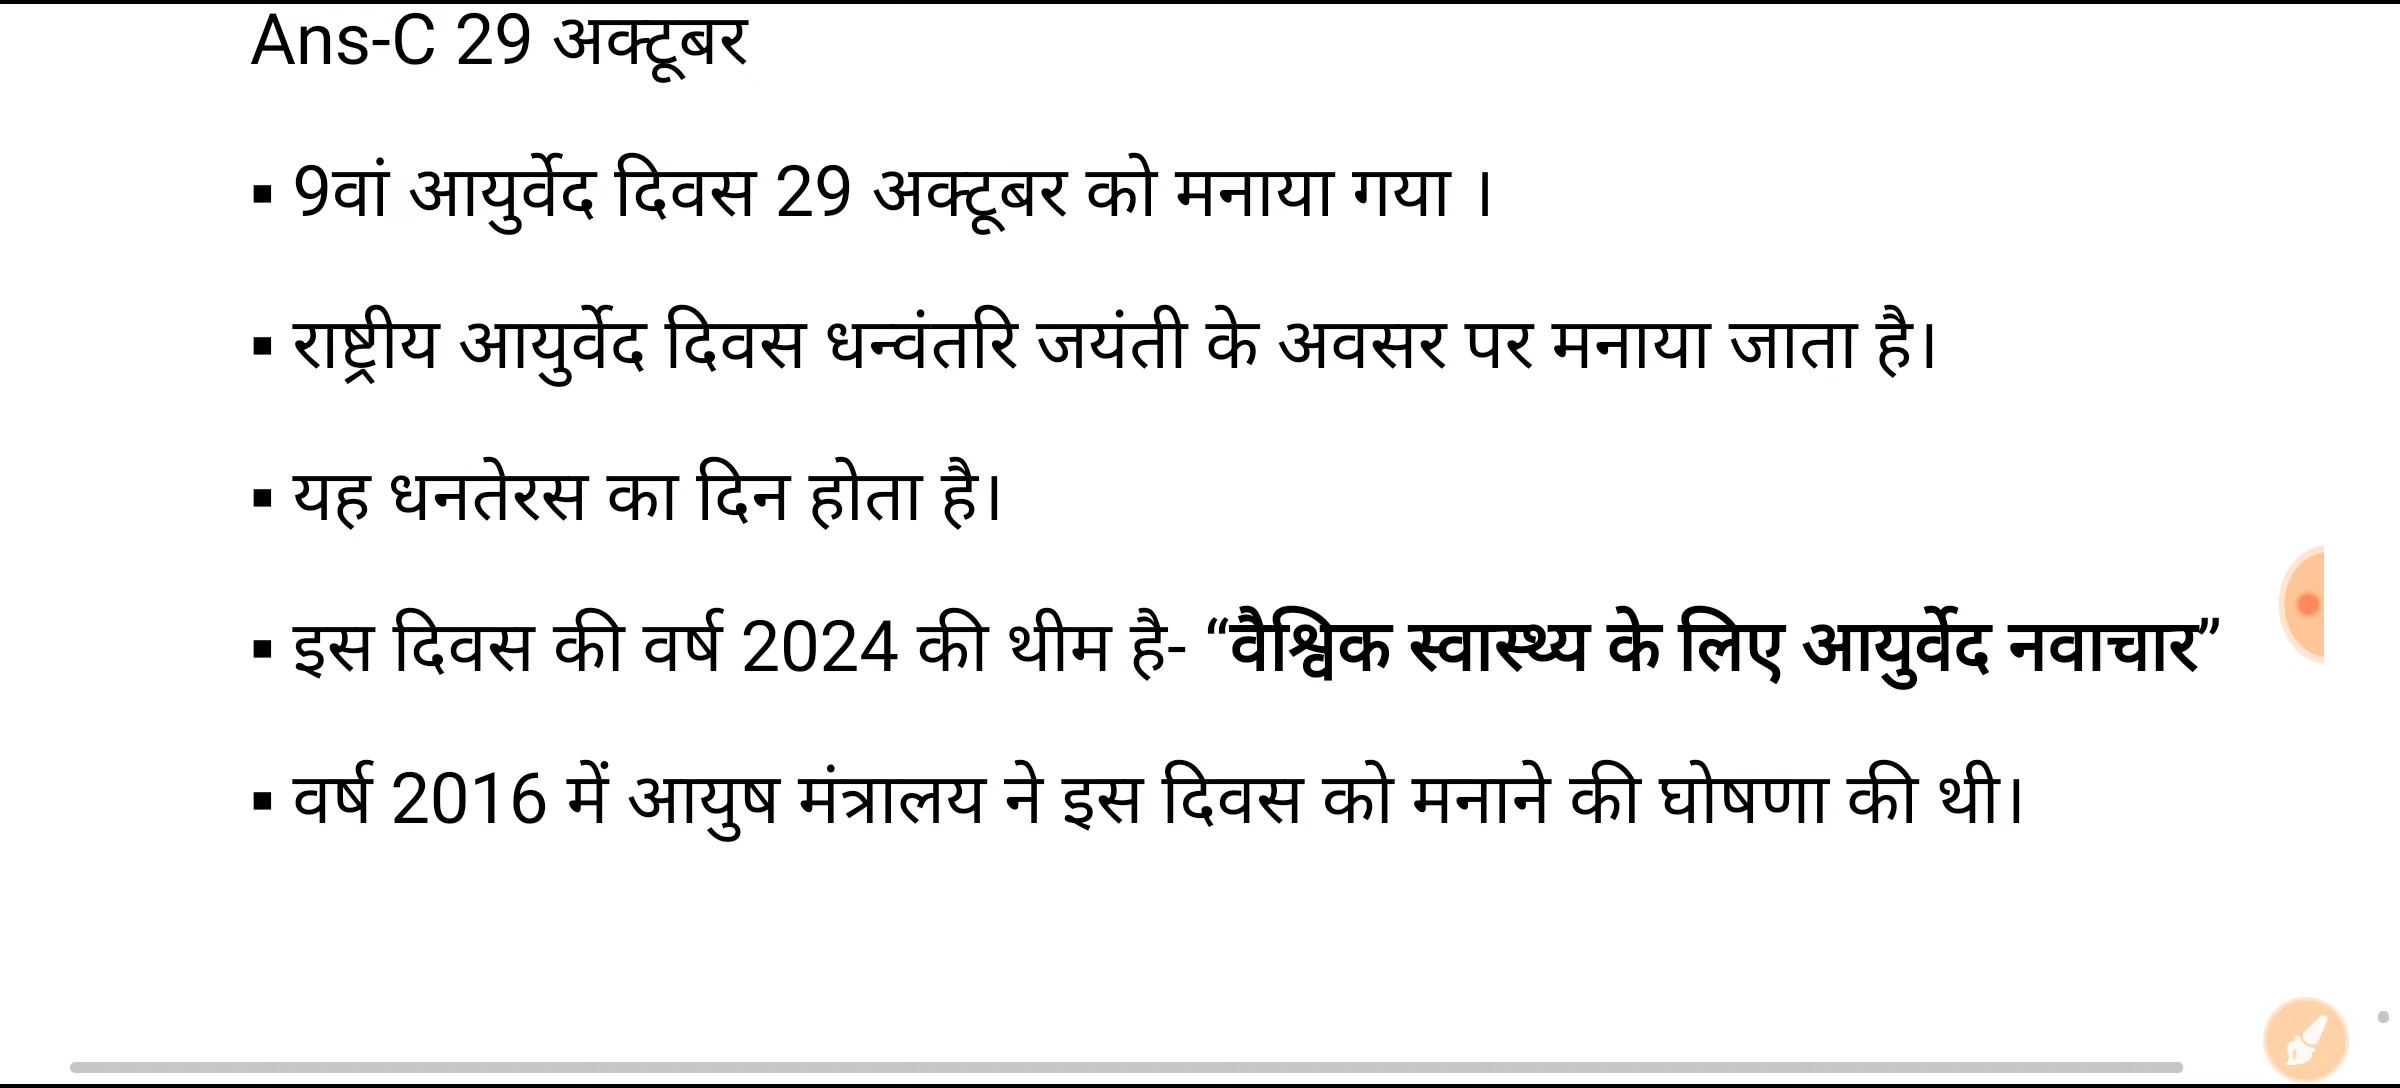 Ans-C 29 अक्टूबर
▪ 9वां आयुर्वेद दिवस 29 अक्टूबर को मनाया गया ।
▪ राष्ट्रीय आयुर्वेद दिवस धन्वंतरि जयंती के अवसर पर मनाया जाता है।
▪ यह धनतेरस का दिन होता है।
▪ इस दिवस की वर्ष 2024 की थीम है- “वैश्विक स्वास्थ्य के लिए आयुर्वेद नवाचार”
▪ वर्ष 2016 में आयुष मंत्रालय ने इस दिवस को मनाने की घोषणा की थी।